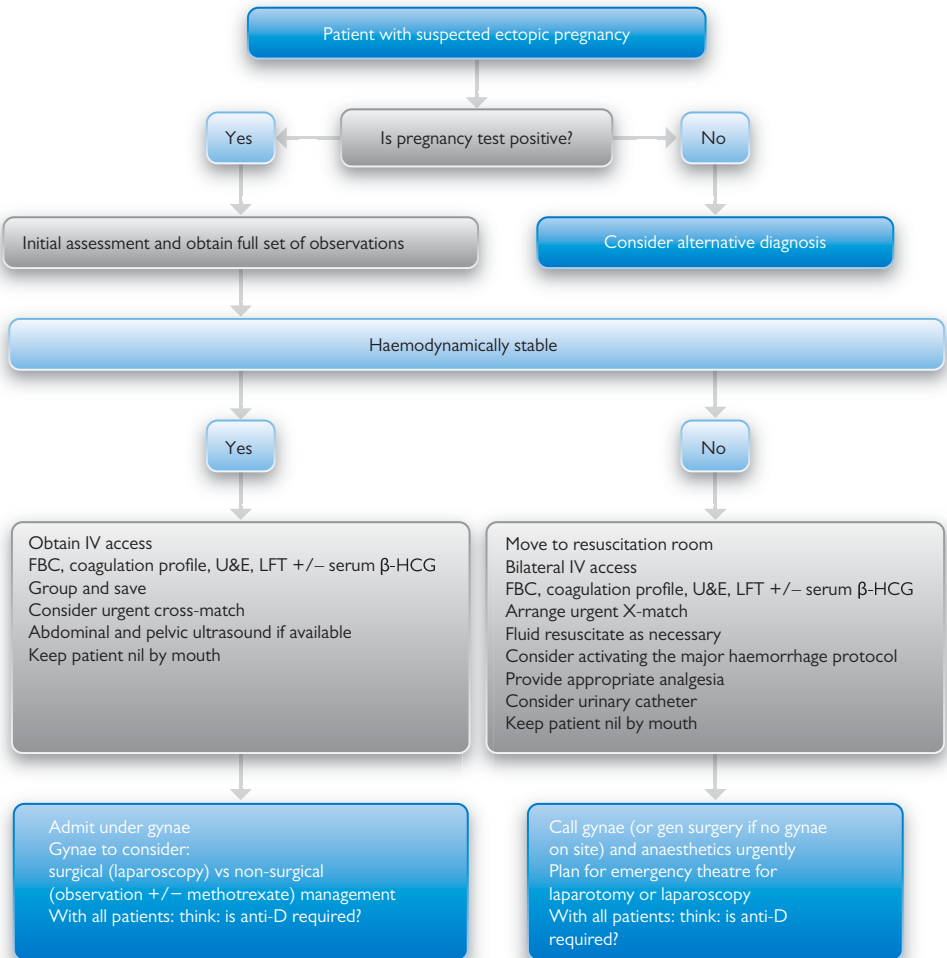 Patient with suspected ectopic pregnancy
Is pregnancy test positive?
Yes
No
Initial assessment and obtain full set of observations
Consider alternative diagnosis
Haemodynamically stable
Yes
No
Obtain IV access
FBC, coagulation profile, U&E, LFT +/− serum β-HCG
Group and save
Consider urgent cross-match
Abdominal and pelvic ultrasound if available
Keep patient nil by mouth
Move to resuscitation room
Bilateral IV access
FBC, coagulation profile, U&E, LFT +/− serum β-HCG
Arrange urgent X-match
Fluid resuscitate as necessary
Consider activating the major haemorrhage protocol
Provide appropriate analgesia
Consider urinary catheter
Keep patient nil by mouth
Admit under gynae
Gynae to consider:
surgical (laparoscopy) vs non-surgical
(observation +/− methotrexate) management
With all patients: think: is anti-D required?
Call gynae (or gen surgery if no gynae
on site) and anaesthetics urgently
Plan for emergency theatre for
laparotomy or laparoscopy
With all patients: think: is anti-D
required?